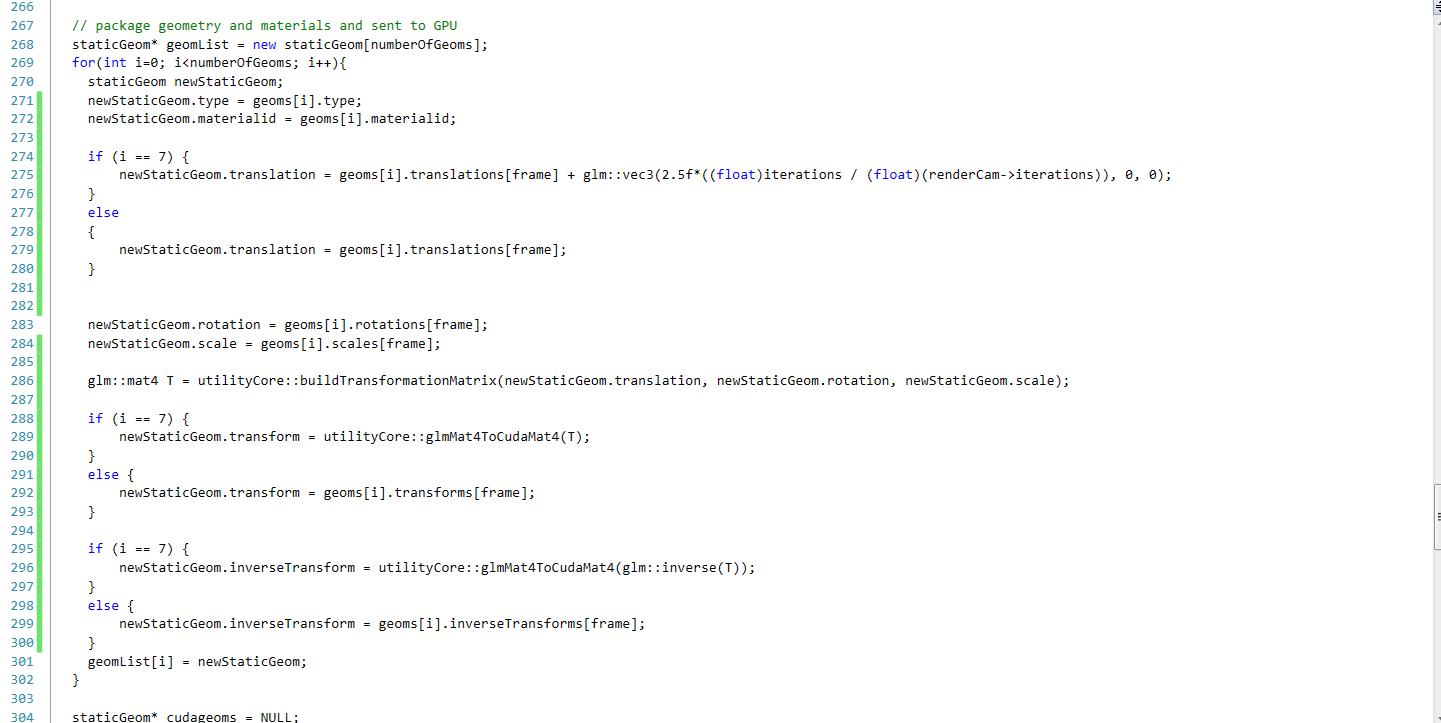 266
267 // package geometry and materials and sent to GPU
268 staticGeom* geomList = new staticGeom[numberOfGeoms];
269 for(int i=0; i<numberOfGeoms; i++){
270 staticGeom newStaticGeom;
271 newStaticGeom.type = geoms[i].type;
272 newStaticGeom.materialid = geoms[i].materialid;
273
274 if (i == 7) {
275 newStaticGeom.translation = geoms[i].translations[frame] + glm::vec3(2.5f*((float)iterations / (float)(renderCam->iterations)), 0, 0);
276 }
277 else
278 {
279 newStaticGeom.translation = geoms[i].translations[frame];
280 }
281
282
283 newStaticGeom.rotation = geoms[i].rotations[frame];
284 newStaticGeom.scale = geoms[i].scales[frame];
285
286 glm::mat4 T = utilityCore::buildTransformationMatrix(newStaticGeom.translation, newStaticGeom.rotation, newStaticGeom.scale);
287
288 if (i == 7) {
289 newStaticGeom.transform = utilityCore::glmMat4ToCudaMat4(T);
290 }
291 else {
292 newStaticGeom.transform = geoms[i].transforms[frame];
293 }
294
295 if (i == 7) {
296 newStaticGeom.inverseTransform = utilityCore::glmMat4ToCudaMat4(glm::inverse(T));
297 }
298 else {
299 newStaticGeom.inverseTransform = geoms[i].inverseTransforms[frame];
300 }
301 geomList[i] = newStaticGeom;
302 }
303
304 staticGeom* cudageoms = NULL;